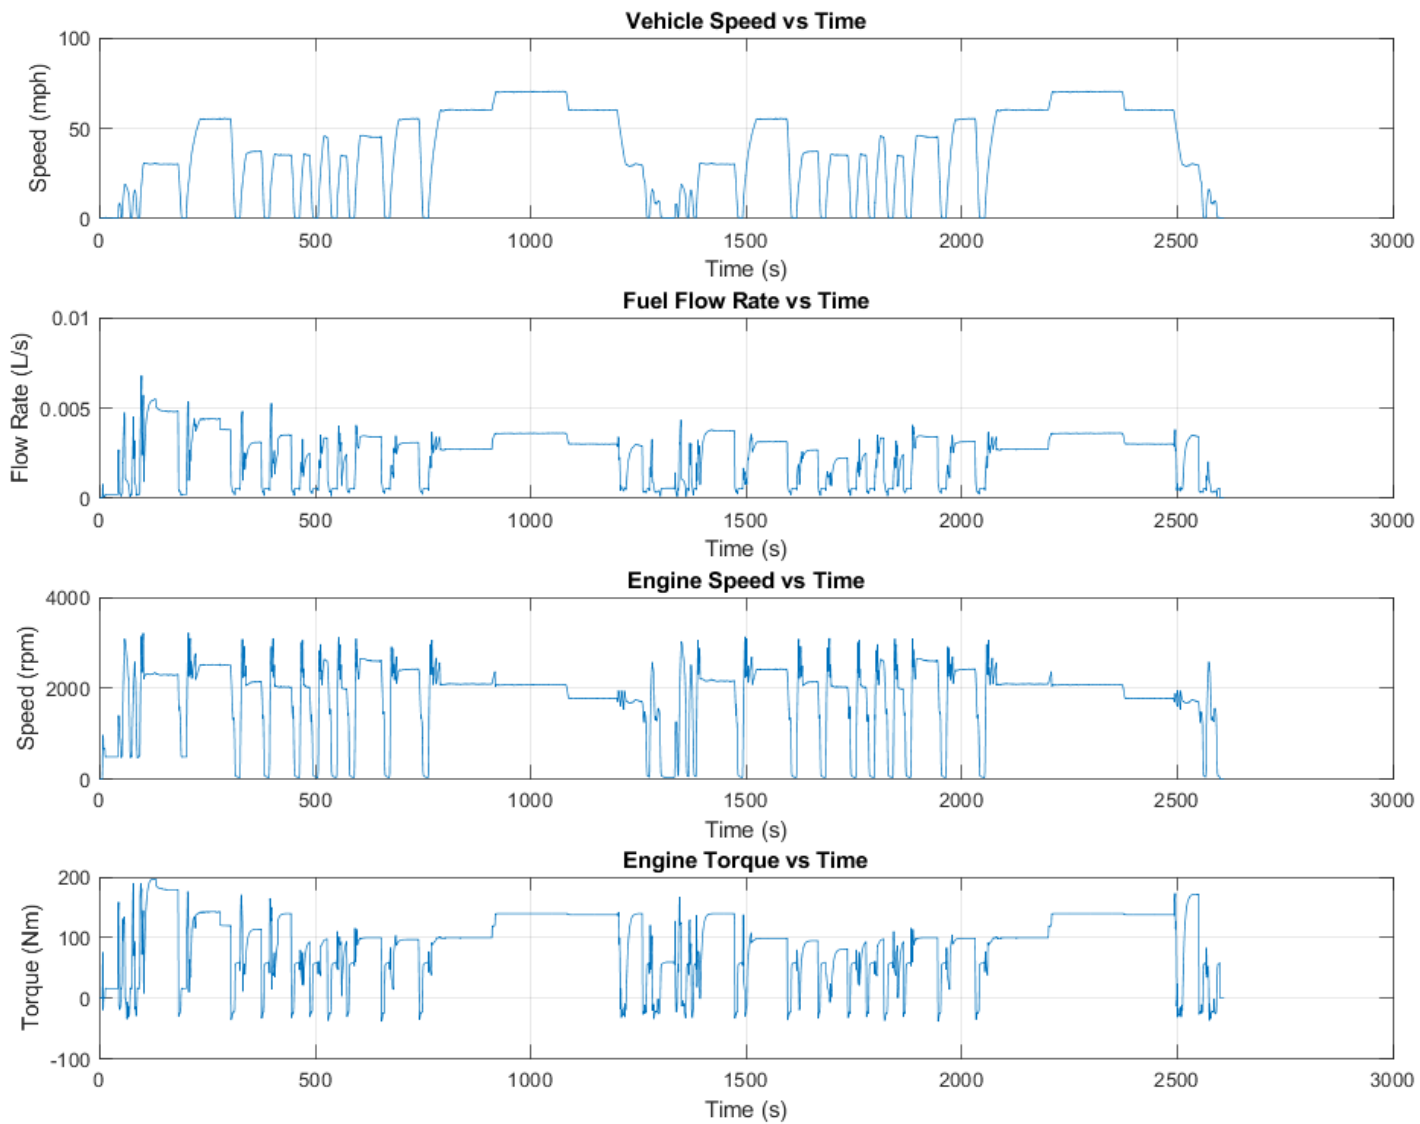 Vehicle Speed vs Time
100
50
0
Speed (mph)
0 500 1000 1500 2000 2500 3000
Time (s)
Fuel Flow Rate vs Time
0.01
0.005
0
Flow Rate (L/s)
0 500 1000 1500 2000 2500 3000
Time (s)
Engine Speed vs Time
4000
2000
0
Speed (rpm)
0 500 1000 1500 2000 2500 3000
Time (s)
Engine Torque vs Time
200
100
0
-100
Torque (Nm)
0 500 1000 1500 2000 2500 3000
Time (s)